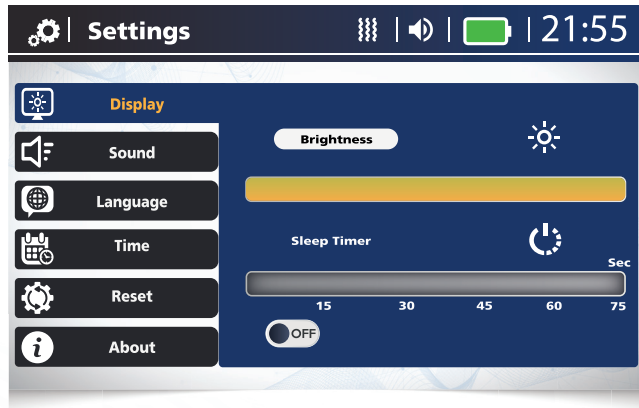 Settings
21:55
Display
Sound
Language
Time
Reset
About
Brightness
Sleep Timer
Sec
15 30 45 60 75
OFF